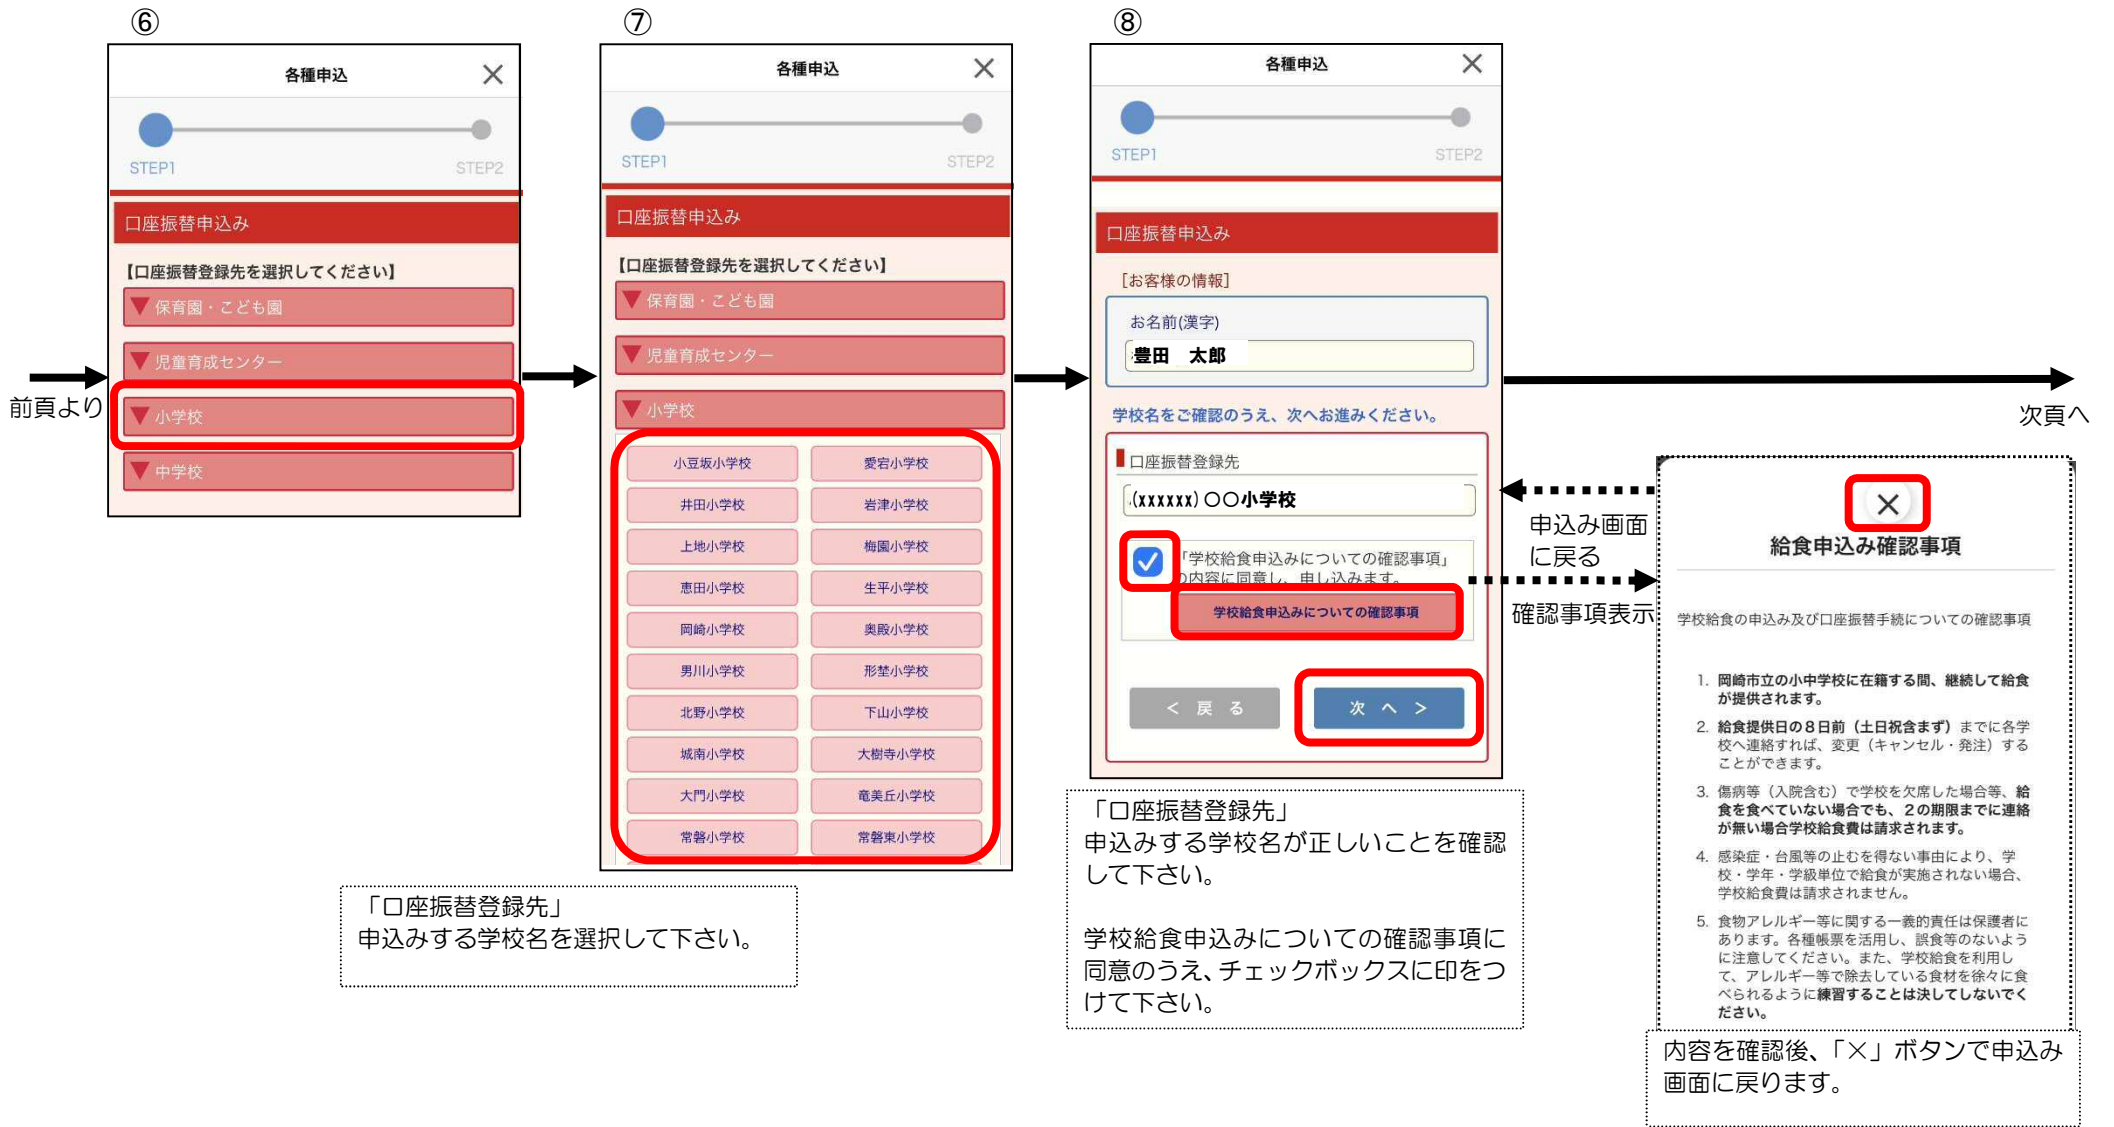 ⑥
各種申込
STEP1 STEP2
口座振替申込み
【口座振替登録先を選択してください】
▼ 保育園・こども園
▼ 児童育成センター
▼ 小学校
▼ 中学校
前頁より
⑦
各種申込
STEP1 STEP2
口座振替申込み
【口座振替登録先を選択してください】
▼ 保育園・こども園
▼ 児童育成センター
▼ 小学校
小豆坂小学校 愛宕小学校
井田小学校 岩津小学校
上地小学校 梅園小学校
恵田小学校 生平小学校
岡崎小学校 奥殿小学校
男川小学校 形埜小学校
北野小学校 下山小学校
城南小学校 大樹寺小学校
大門小学校 竜美丘小学校
常磐小学校 常磐東小学校
「口座振替登録先」
申込みする学校名を選択して下さい。
⑧
各種申込
STEP1 STEP2
口座振替申込み
[お客様の情報]
お名前(漢字)
豊田 太郎
学校名をご確認のうえ、次へお進みください。
口座振替登録先
(xxxxxx)〇〇小学校
「学校給食申込みについての確認事項」
の内容に同意し、申し込みます。
学校給食申込みについての確認事項
< 戻 る 次 へ >
「口座振替登録先」
申込みする学校名が正しいことを確認
して下さい。
学校給食申込みについての確認事項に
同意のうえ、チェックボックスに印をつ
けて下さい。
次頁へ
申込み画面
に戻る
確認事項表示
給食申込み確認事項
学校給食の申込み及び口座振替手続についての確認事項
1. 岡崎市立の小中学校に在籍する間、継続して給食
が提供されます。
2. 給食提供日の8日前（土日祝含まず）までに各学
校へ連絡すれば、変更（キャンセル・発注）する
ことができます。
3. 傷病等（入院含む）で学校を欠席した場合等、給
食を食べていない場合でも、2の期限までに連絡
が無い場合学校給食費は請求されます。
4. 感染症・台風等の止むを得ない事由により、学
校・学年・学級単位で給食が実施されない場合、
学校給食費は請求されません。
5. 食物アレルギー等に関する一義的責任は保護者に
あります。各種帳票を活用し、誤食等のないよう
に注意してください。また、学校給食を利用し
て、アレルギー等で除去している食材を徐々に食
べられるように練習することは決してしないでく
ださい。
内容を確認後、「×」ボタンで申込み
画面に戻ります。